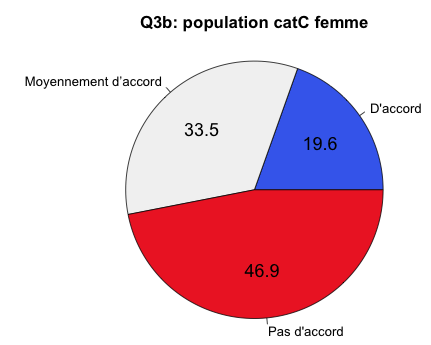 Q3b: population catC femme
Moyennement d’accord
D'accord
33.5
19.6
46.9
Pas d'accord